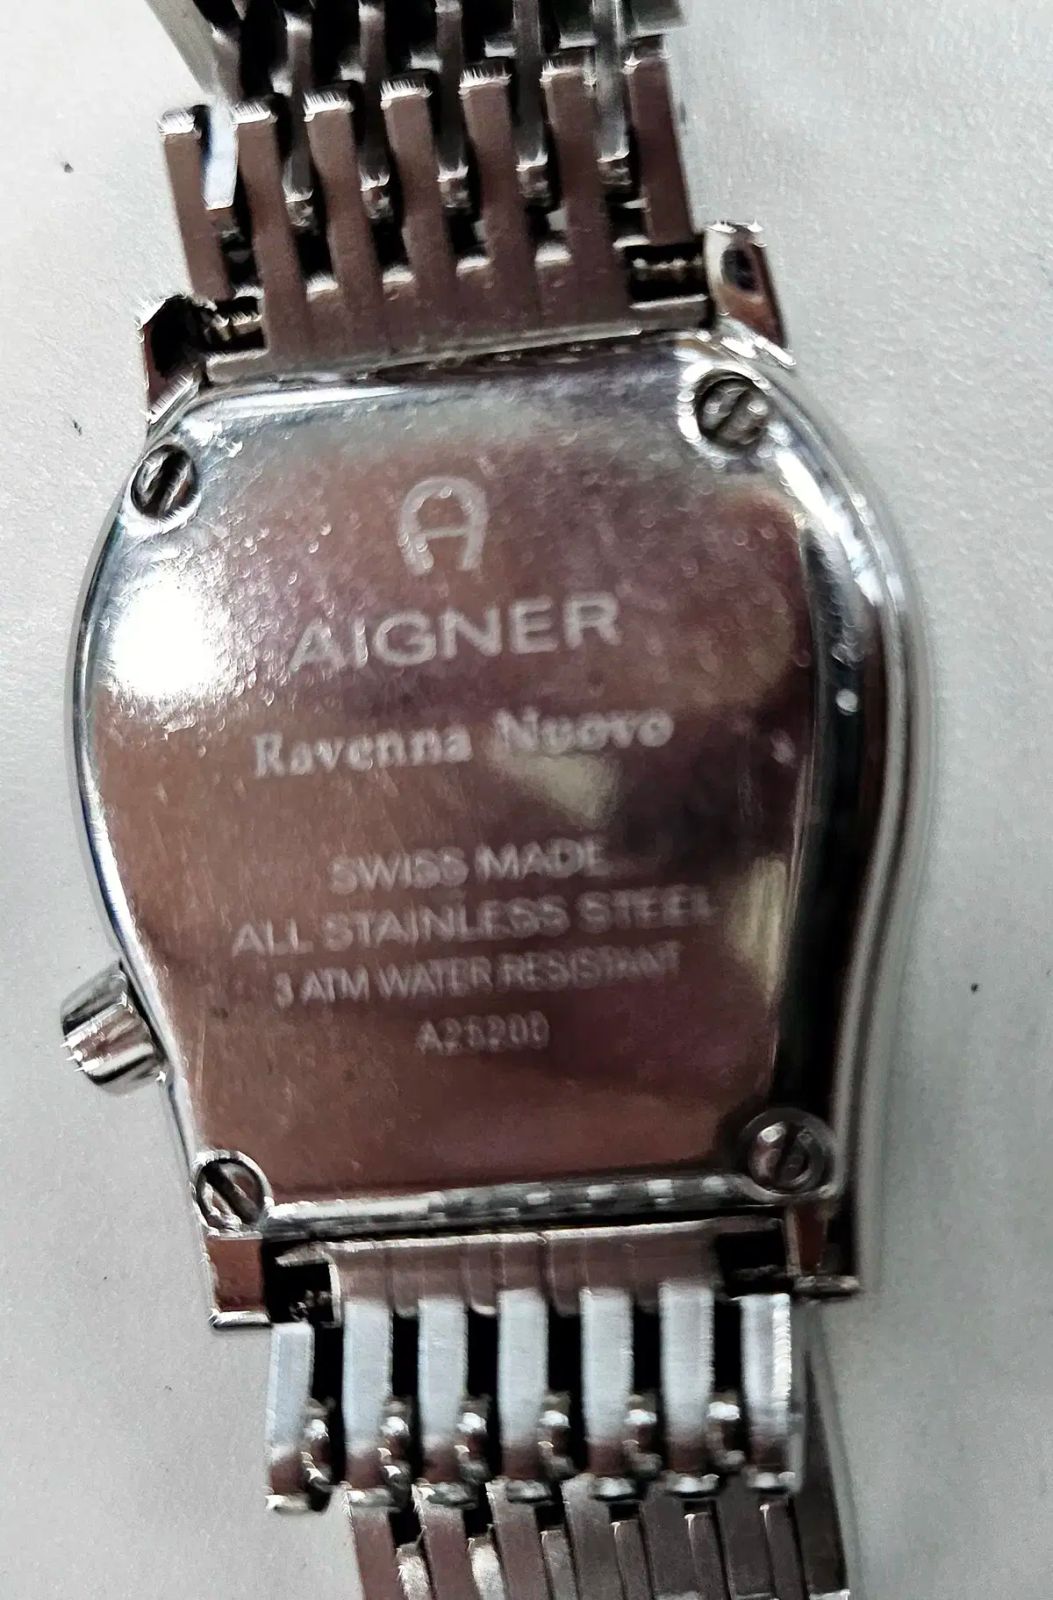 A
AIGNER
Ravenna Nuovo
SWISS MADE
ALL STAINLESS STEEL
3 ATM WATER RESISTANT
A25200